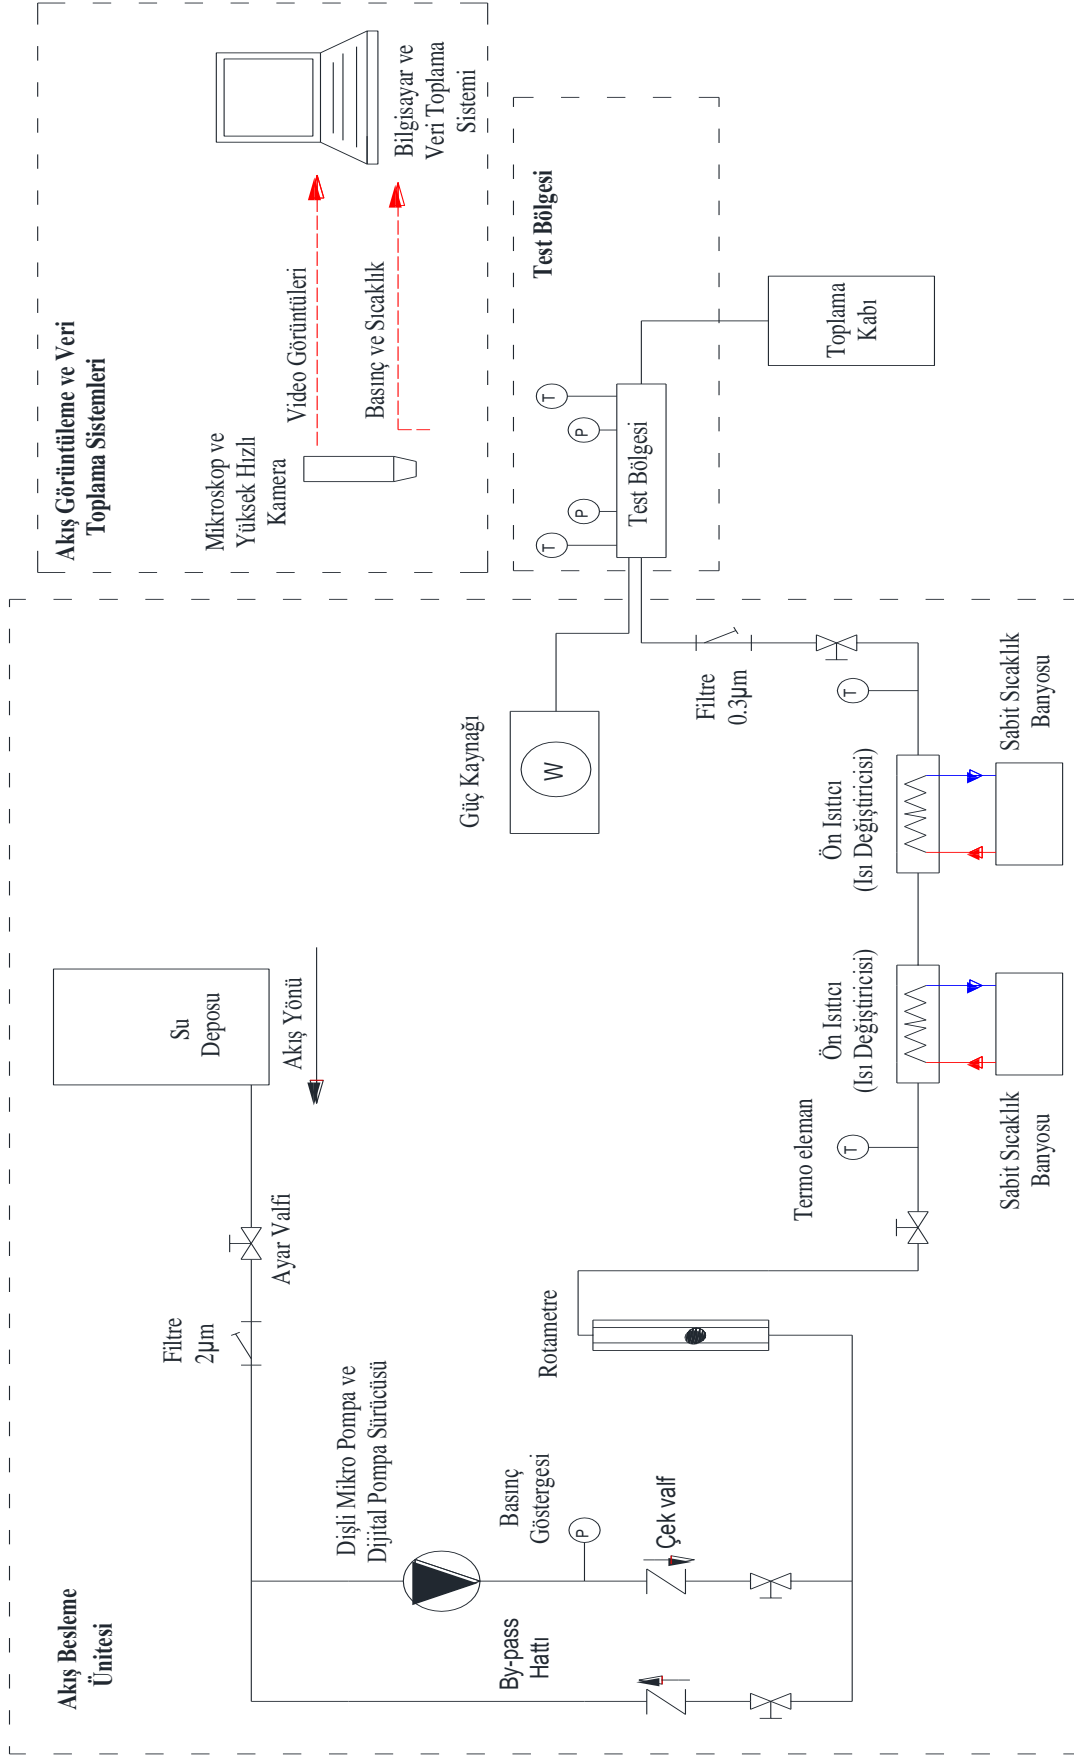 Akış Besleme
Ünitesi
Su
Deposu
Akış Yönü
Ayar Valfi
Filtre
2µm
Dişli Mikro Pompa ve
Dijital Pompa Sürücüsü
Basınç
Göstergesi
P
Çek valf
By-pass
Hattı
Rotametre
Termo eleman
T
Ön Isıtıcı
(Isı Değiştiricisi)
Sabit Sıcaklık
Banyosu
Ön Isıtıcı
(Isı Değiştiricisi)
Sabit Sıcaklık
Banyosu
T
Filtre
0.3µm
Güç Kaynağı
W
Akış Görüntüleme ve Veri
Toplama Sistemleri
Mikroskop ve
Yüksek Hızlı
Kamera
Video Görüntüleri
Basınç ve Sıcaklık
Bilgisayar ve
Veri Toplama
Sistemi
Test Bölgesi
T
P
P
T
Test Bölgesi
Toplama
Kabı